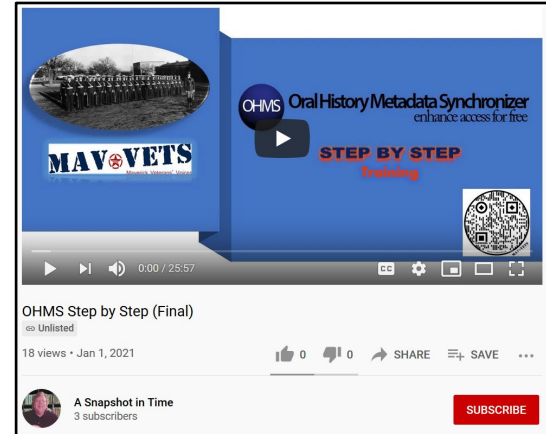 OHMS Oral History Metadata Synchronizer
enhance access for free
MAV VETS
Maverick Veterans' Voices
STEP BY STEP
Training
0:00 / 25:57
CC
OHMS Step by Step (Final)
Unlisted
18 views • Jan 1, 2021
0
0
SHARE
SAVE
A Snapshot in Time
3 subscribers
SUBSCRIBE